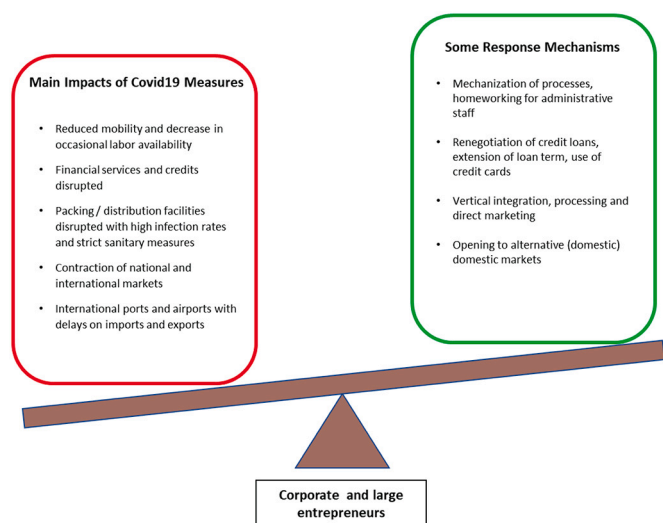 Main Impacts of Covid19 Measures
• Reduced mobility and decrease in
occasional labor availability
• Financial services and credits
disrupted
• Packing / distribution facilities
disrupted with high infection rates
and strict sanitary measures
• Contraction of national and
international markets
• International ports and airports with
delays on imports and exports
Some Response Mechanisms
• Mechanization of processes,
homeworking for administrative
staff
• Renegotiation of credit loans,
extension of loan term, use of
credit cards
• Vertical integration, processing and
direct marketing
• Opening to alternative (domestic)
domestic markets
Corporate and large
entrepreneurs